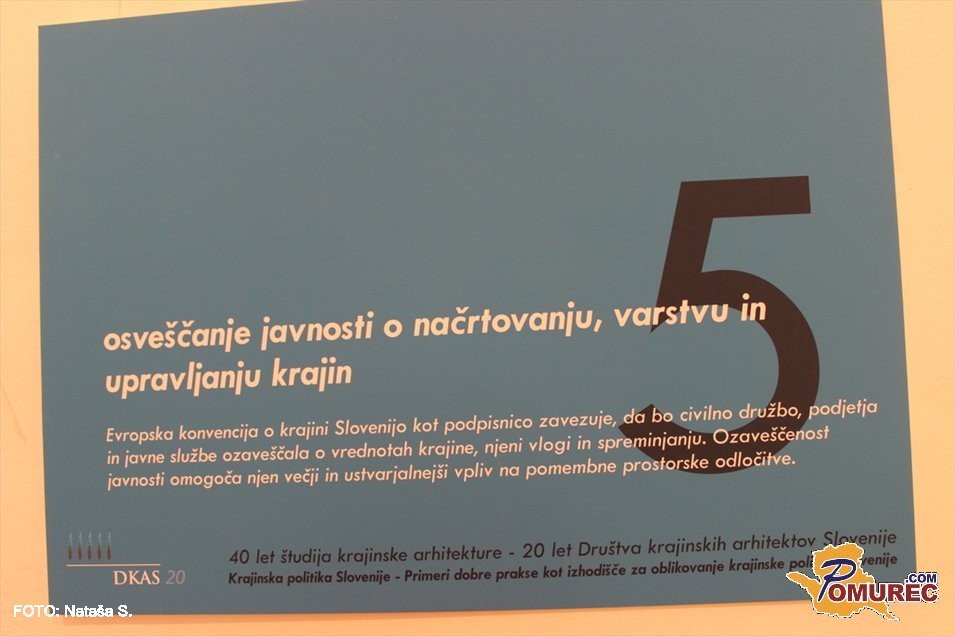 5
osveščanje javnosti o načrtovanju, varstvu in
upravljanju krajin
Evropska konvencija o krajini Slovenijo kot podpisnico zavezuje, da bo civilno družbo, podjetja
in javne službe ozaveščala o vrednotah krajine, njeni vlogi in spreminjanju. Ozaveščenost
javnosti omogoča njen večji in ustvarjalnejši vpliv na pomembne prostorske odločitve.
40 let študija krajinske arhitekture - 20 let Društva krajinskih arhitektov Slovenije
Krajinska politika Slovenije - Primeri dobre prakse kot izhodišče za oblikovanje krajinske
DKAS 20
FOTO: Nataša S.
POMUREC.COM